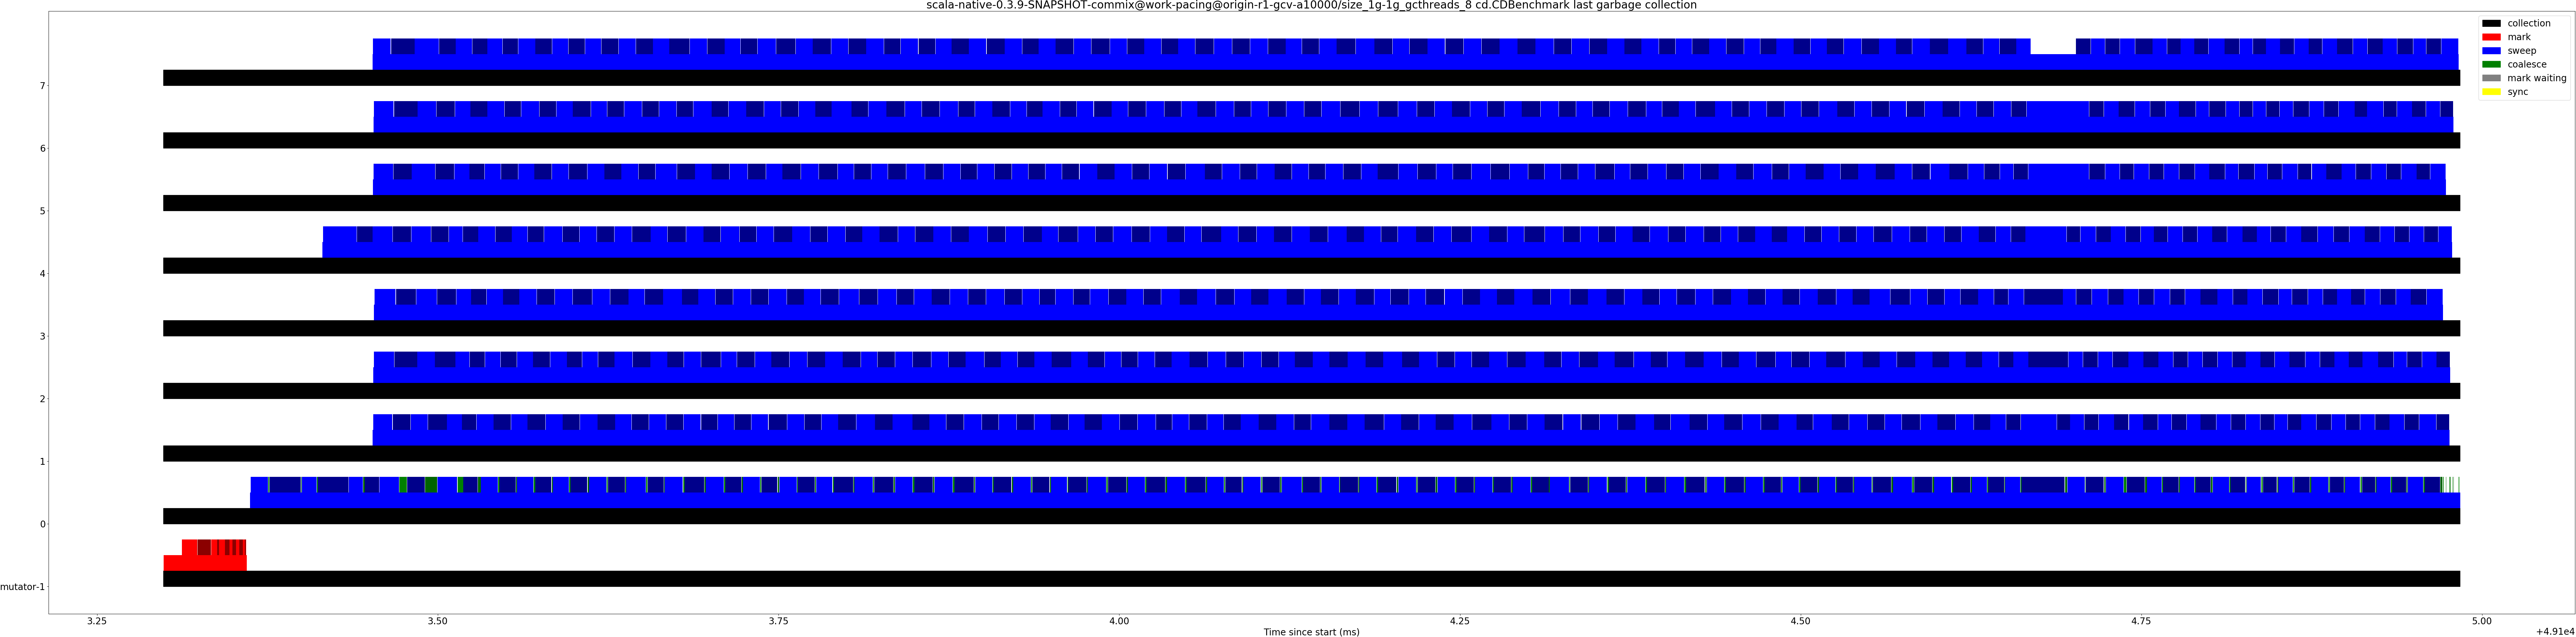 scala-native-0.3.9-SNAPSHOT-commix@work-pacing@origin-r1-gcv-a10000/size_1g-1g_gcthreads_8 cd.CDBenchmark last garbage collection
collection
mark
sweep
coalesce
mark waiting
sync
7
6
5
4
3
2
1
0
mutator-1
3.25 3.50 3.75 4.00 4.25 4.50 4.75 5.00
Time since start (ms)
+4.91e4